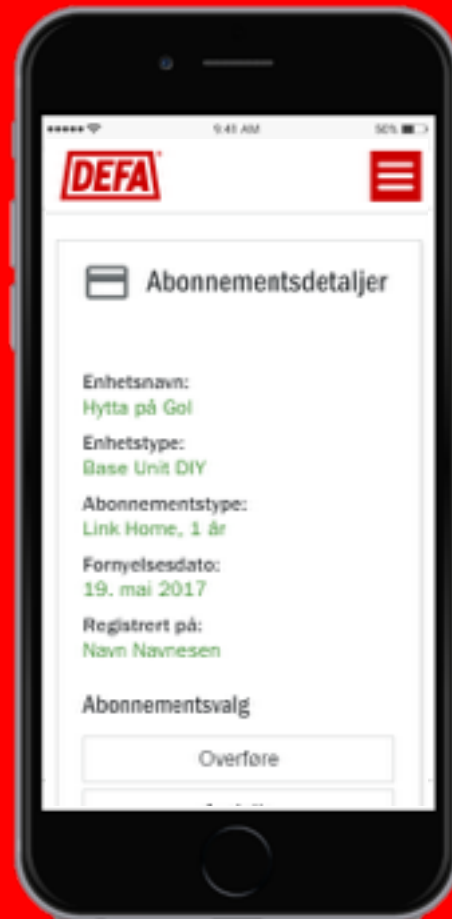 9:41 AM
50%
DEFA
Abonnementsdetaljer
Enhetsnavn:
Hytta på Gol
Enhetstype:
Base Unit DIY
Abonnementstype:
Link Home, 1 år
Fornyelsesdato:
19. mai 2017
Registrert på:
Navn Navnesen
Abonnementsvalg
Overføre